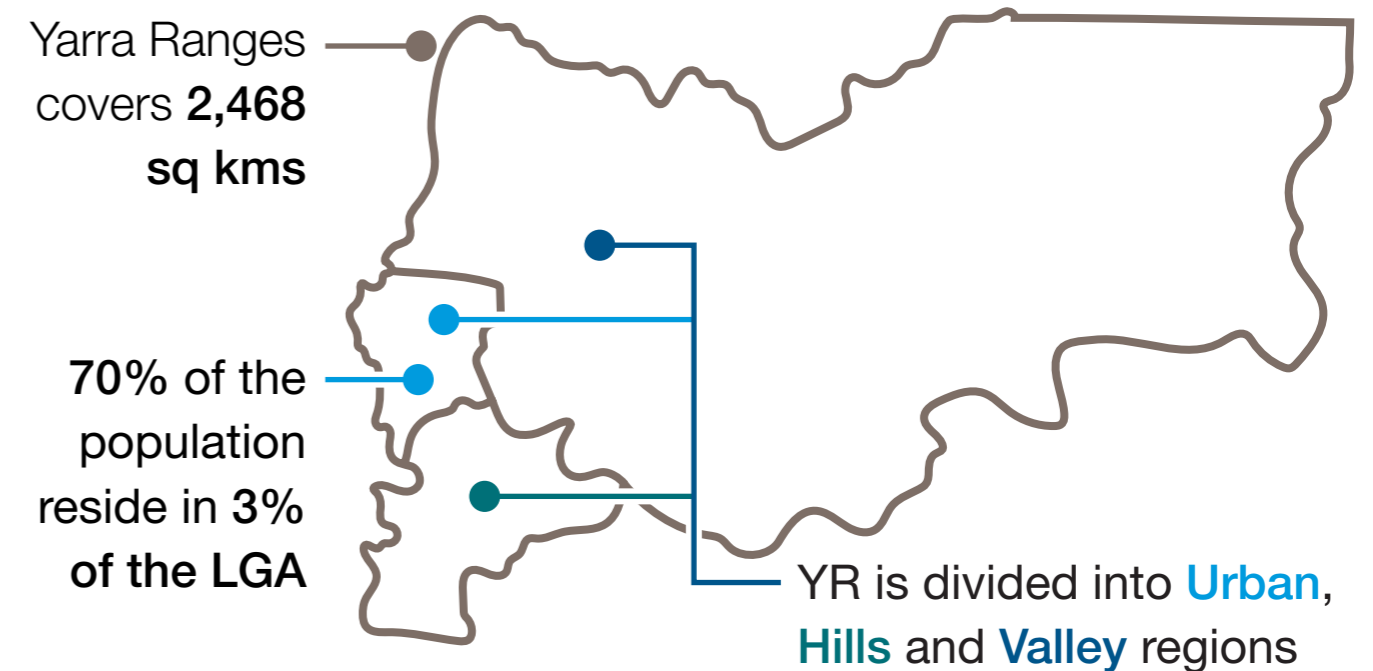 Yarra Ranges
covers 2,468
sq kms
70% of the
population
reside in 3%
of the LGA
YR is divided into Urban,
Hills and Valley regions